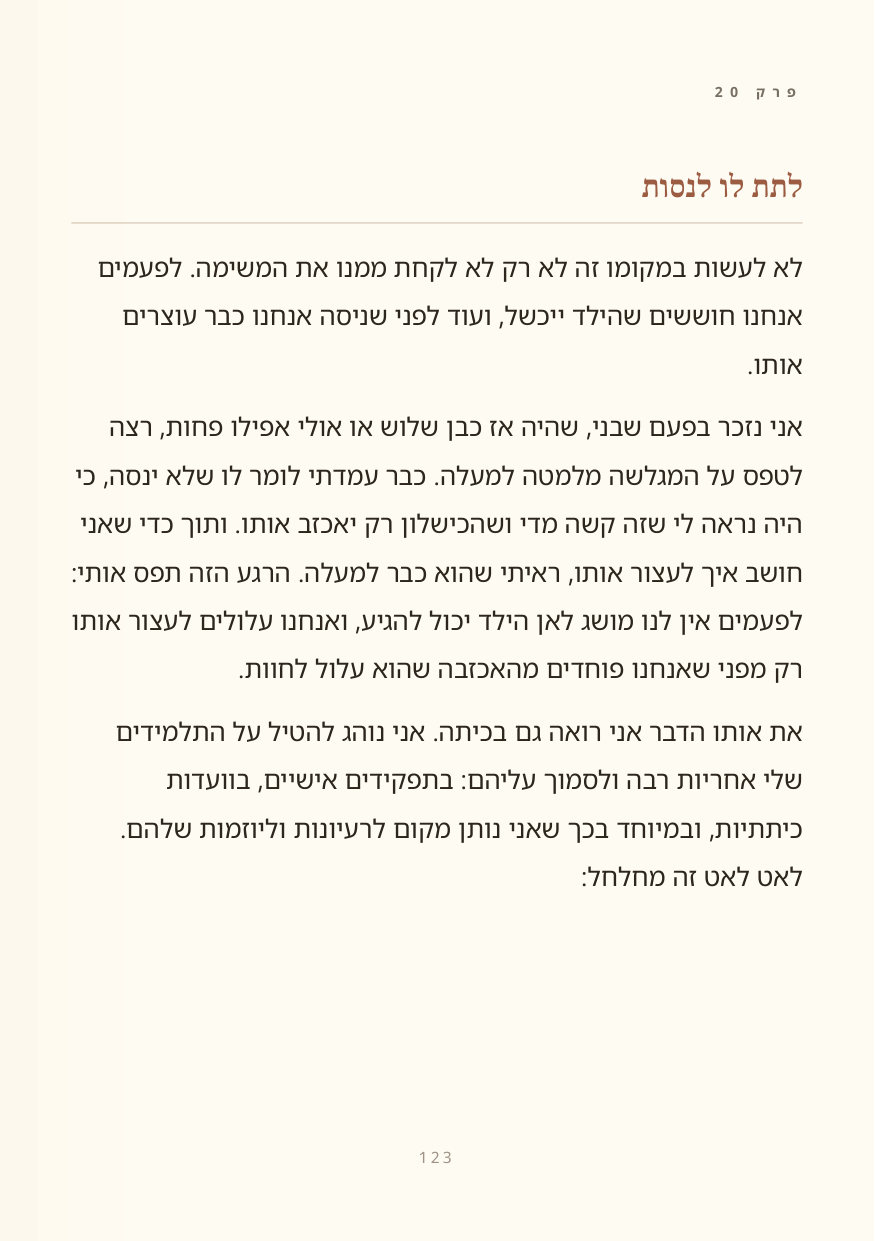 פרק 20
לתת לו לנסות
לא לעשות במקומו זה לא רק לא לקחת ממנו את המשימה. לפעמים
אנחנו חוששים שהילד ייכשל, ועוד לפני שניסה אנחנו כבר עוצרים
אותו.
אני נזכר בפעם שבני, שהיה אז כבן שלוש או אולי אפילו פחות, רצה
לטפס על המגלשה מלמטה למעלה. כבר עמדתי לומר לו שלא ינסה, כי
היה נראה לי שזה קשה מדי ושהכישלון רק יאכזב אותו. ותוך כדי שאני
חושב איך לעצור אותו, ראיתי שהוא כבר למעלה. הרגע הזה תפס אותי:
לפעמים אין לנו מושג לאן הילד יכול להגיע, ואנחנו עלולים לעצור אותו
רק מפני שאנחנו פוחדים מהאכזבה שהוא עלול לחוות.
את אותו הדבר אני רואה גם בכיתה. אני נוהג להטיל על התלמידים
שלי אחריות רבה ולסמוך עליהם: בתפקידים אישיים, בוועדות
כיתתיות, ובמיוחד בכך שאני נותן מקום לרעיונות וליוזמות שלהם.
לאט לאט זה מחלחל:
123